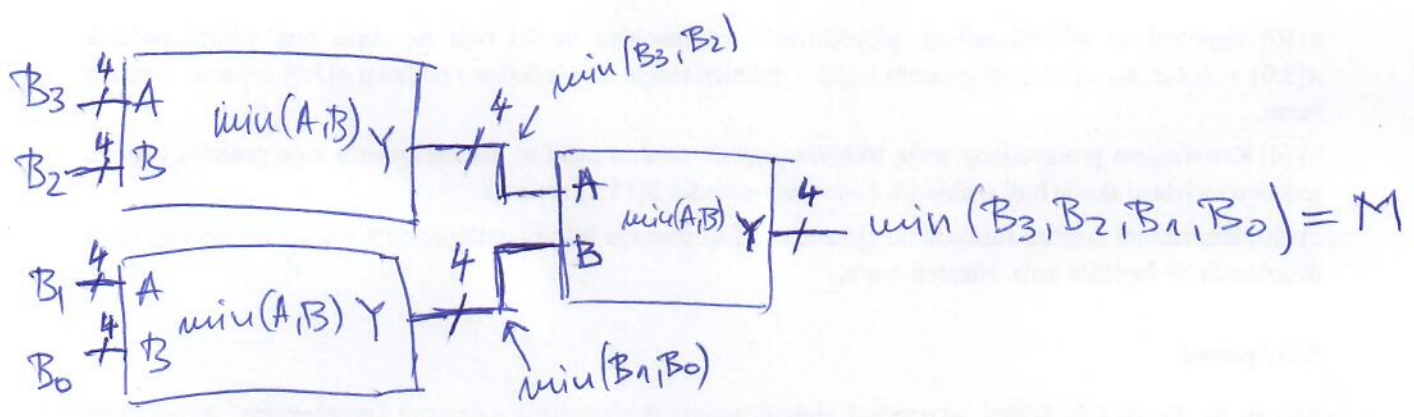 min(B3, B2)
4
B3 4 A
min(A,B) Y
B2 4 B
4
A
min(A,B) Y
B
4
min(B3, B2, B1, B0) = M
B1 4 A
min(A,B) Y
4
B0 4 B
min(B1, B0)